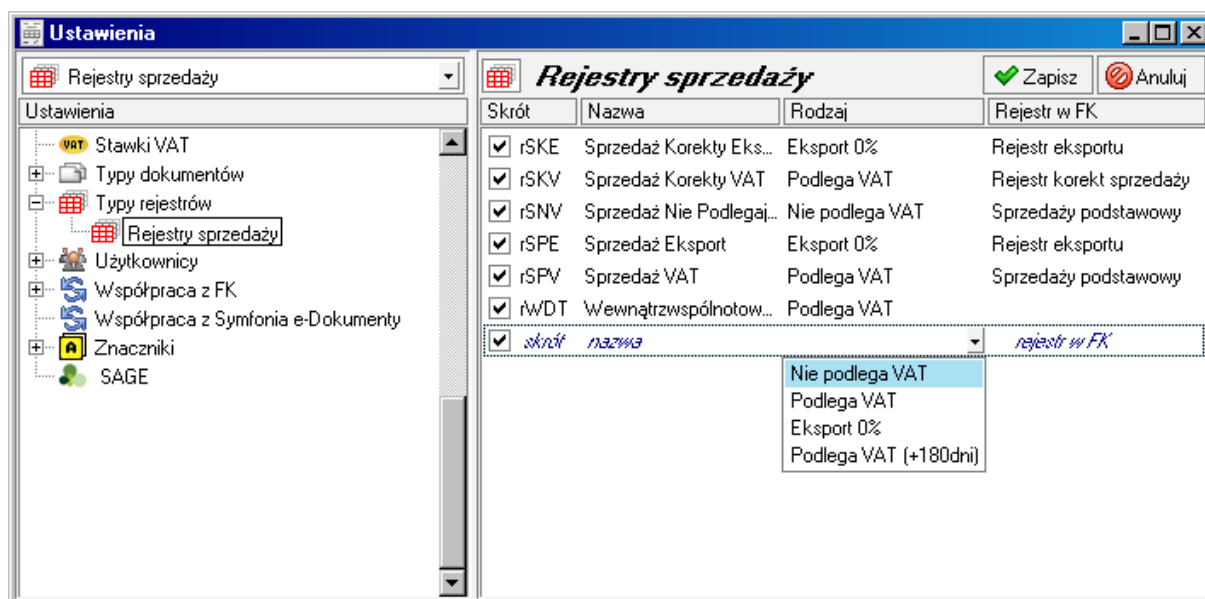 Ustawienia
Rejestry sprzedaży
Ustawienia
VAT Stawki VAT
Typy dokumentów
Typy rejestrów
Rejestry sprzedaży
Użytkownicy
Współpraca z FK
Współpraca z Symfonia e-Dokumenty
A Znaczniki
SAGE
Rejestry sprzedaży Zapisz Anuluj
Skrót Nazwa Rodzaj Rejestr w FK
rSKE Sprzedaż Korekty Eks... Eksport 0% Rejestr eksportu
rSKV Sprzedaż Korekty VAT Podlega VAT Rejestr korekt sprzedaży
rSNV Sprzedaż Nie Podlegaj... Nie podlega VAT Sprzedaży podstawowy
rSPE Sprzedaż Eksport Eksport 0% Rejestr eksportu
rSPV Sprzedaż VAT Podlega VAT Sprzedaży podstawowy
rWDT Wewnątrzwspólnotow... Podlega VAT
skrót nazwa rejestr w FK
Nie podlega VAT
Podlega VAT
Eksport 0%
Podlega VAT (+180dni)